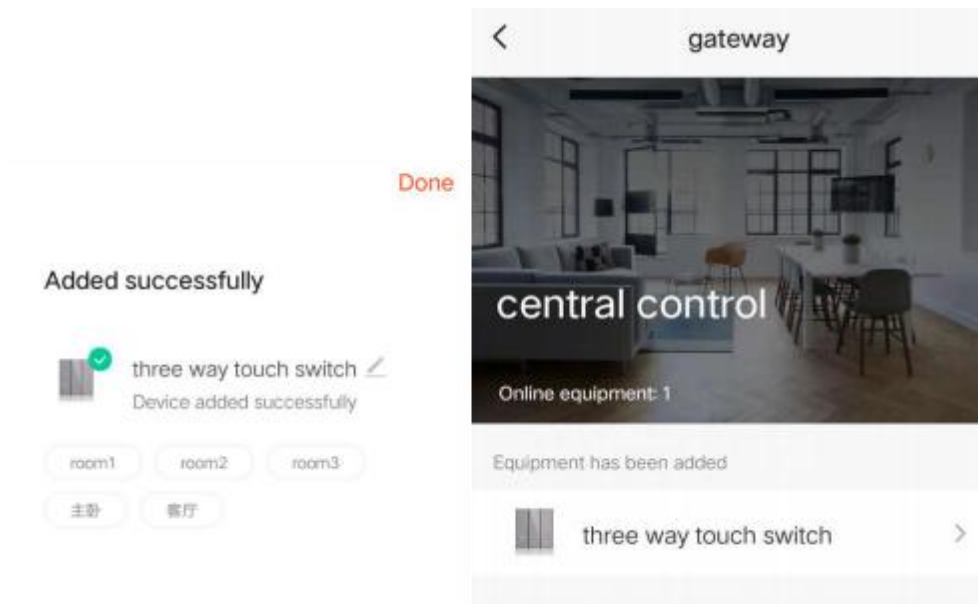 Done
Added successfully
three way touch switch
Device added successfully
room1 room2 room3
主卧 客厅
gateway
central control
Online equipment: 1
Equipment has been added
three way touch switch